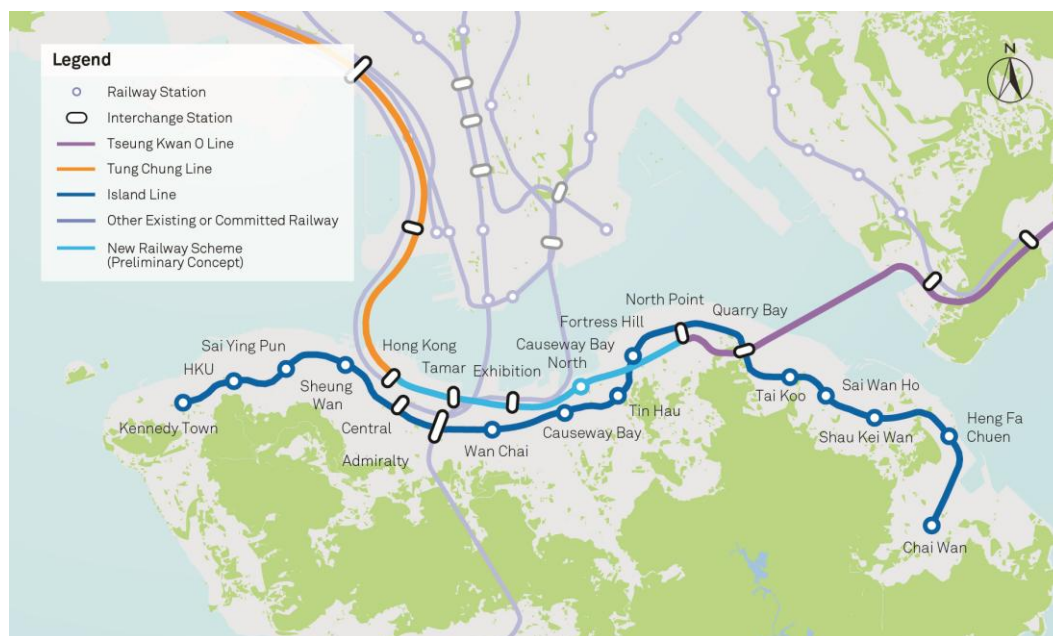 Legend
Railway Station
Interchange Station
Tseung Kwan O Line
Tung Chung Line
Island Line
Other Existing or Committed Railway
New Railway Scheme
(Preliminary Concept)
N
North Point
Quarry Bay
Fortress Hill
Sai Ying Pun
HKU
Hong Kong
Tamar
Exhibition
Causeway Bay
North
Sheung
Wan
Kennedy Town
Central
Admiralty
Wan Chai
Causeway Bay
Tin Hau
Tai Koo
Sai Wan Ho
Shau Kei Wan
Heng Fa
Chuen
Chai Wan